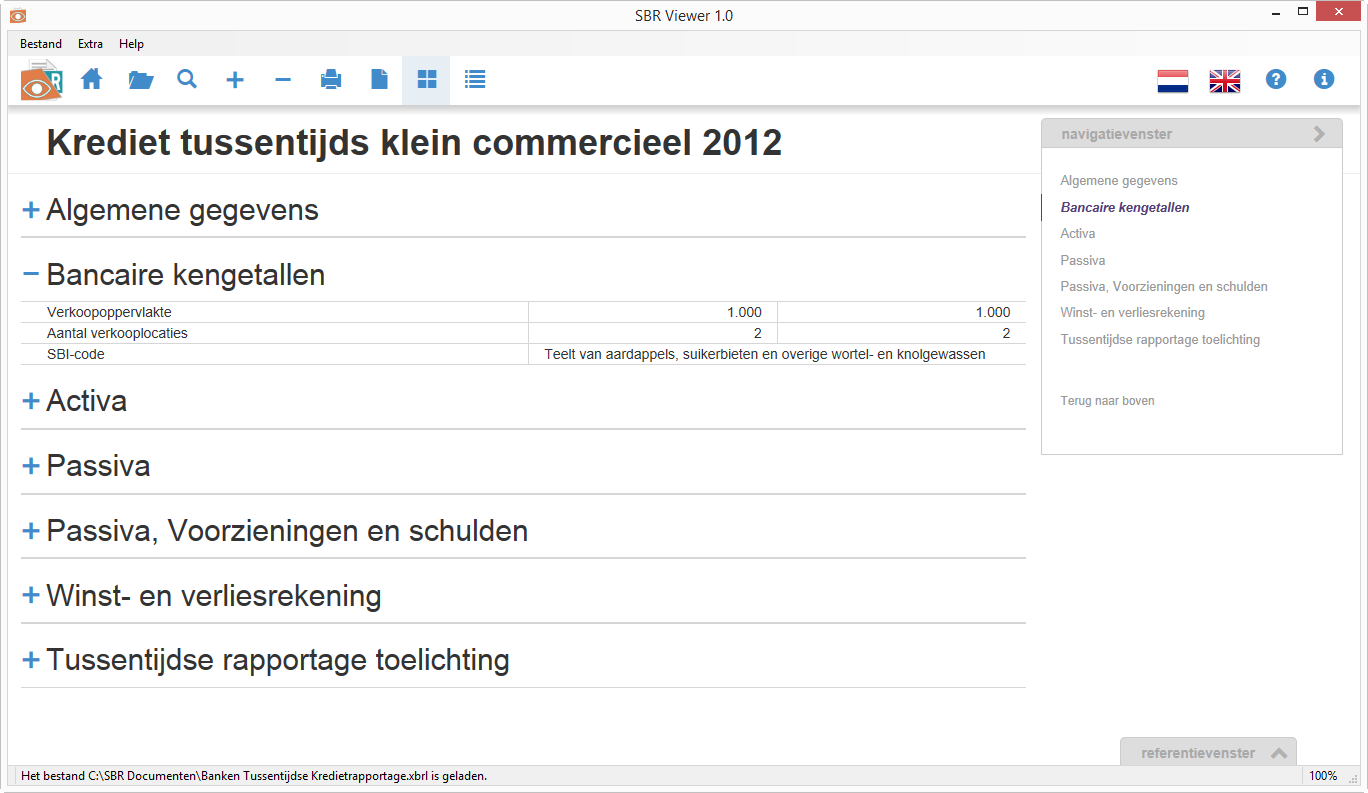 SBR Viewer 1.0
Bestand Extra Help
R
Krediet tussentijds klein commercieel 2012
Algemene gegevens
Bancaire kengetallen
Verkoopoppervlakte 1.000 1.000
Aantal verkooplocaties 2 2
SBI-code Teelt van aardappels, suikerbieten en overige wortel- en knolgewassen
Activa
Passiva
Passiva, Voorzieningen en schulden
Winst- en verliesrekening
Tussentijdse rapportage toelichting
navigatievenster
Algemene gegevens
Bancaire kengetallen
Activa
Passiva
Passiva, Voorzieningen en schulden
Winst- en verliesrekening
Tussentijdse rapportage toelichting
Terug naar boven
referentievenster
Het bestand C:\SBR Documenten\Banken Tussentijdse Kredietrapportage.xbrl is geladen.
100%